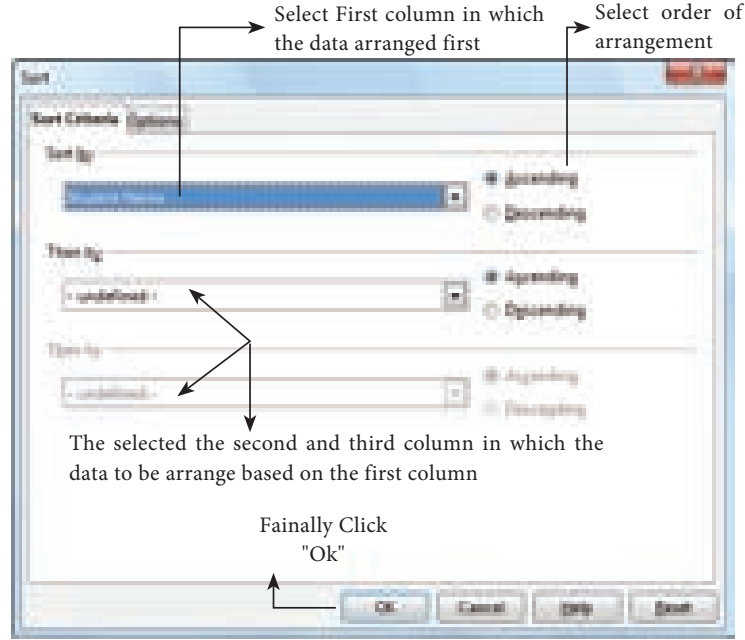 Select First column in which
the data arranged first
Select order of
arrangement
Sort
Sort Criteria Options
Sort By
Student Name
Ascending
Descending
Then by
- undefined -
Ascending
Descending
Then by
- undefined -
Ascending
Descending
The selected the second and third column in which the
data to be arrange based on the first column
Fainally Click
"Ok"
OK Cancel Help Reset